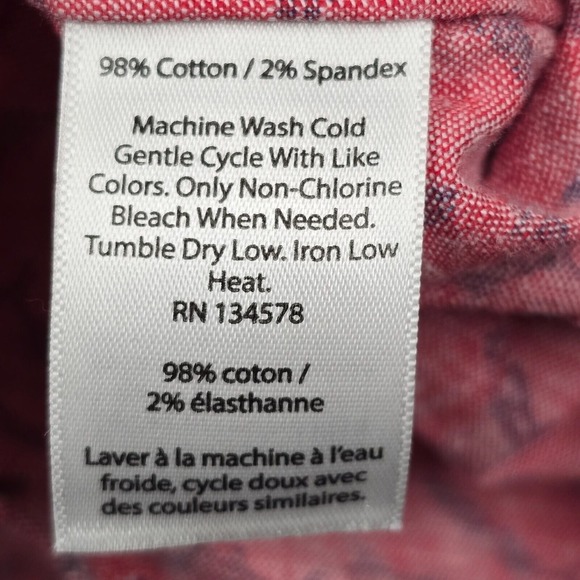 98% Cotton / 2% Spandex
Machine Wash Cold
Gentle Cycle With Like
Colors. Only Non-Chlorine
Bleach When Needed.
Tumble Dry Low. Iron Low
Heat.
RN 134578
98% coton /
2% élasthanne
Laver à la machine à l'eau
froide, cycle doux avec
des couleurs similaires.